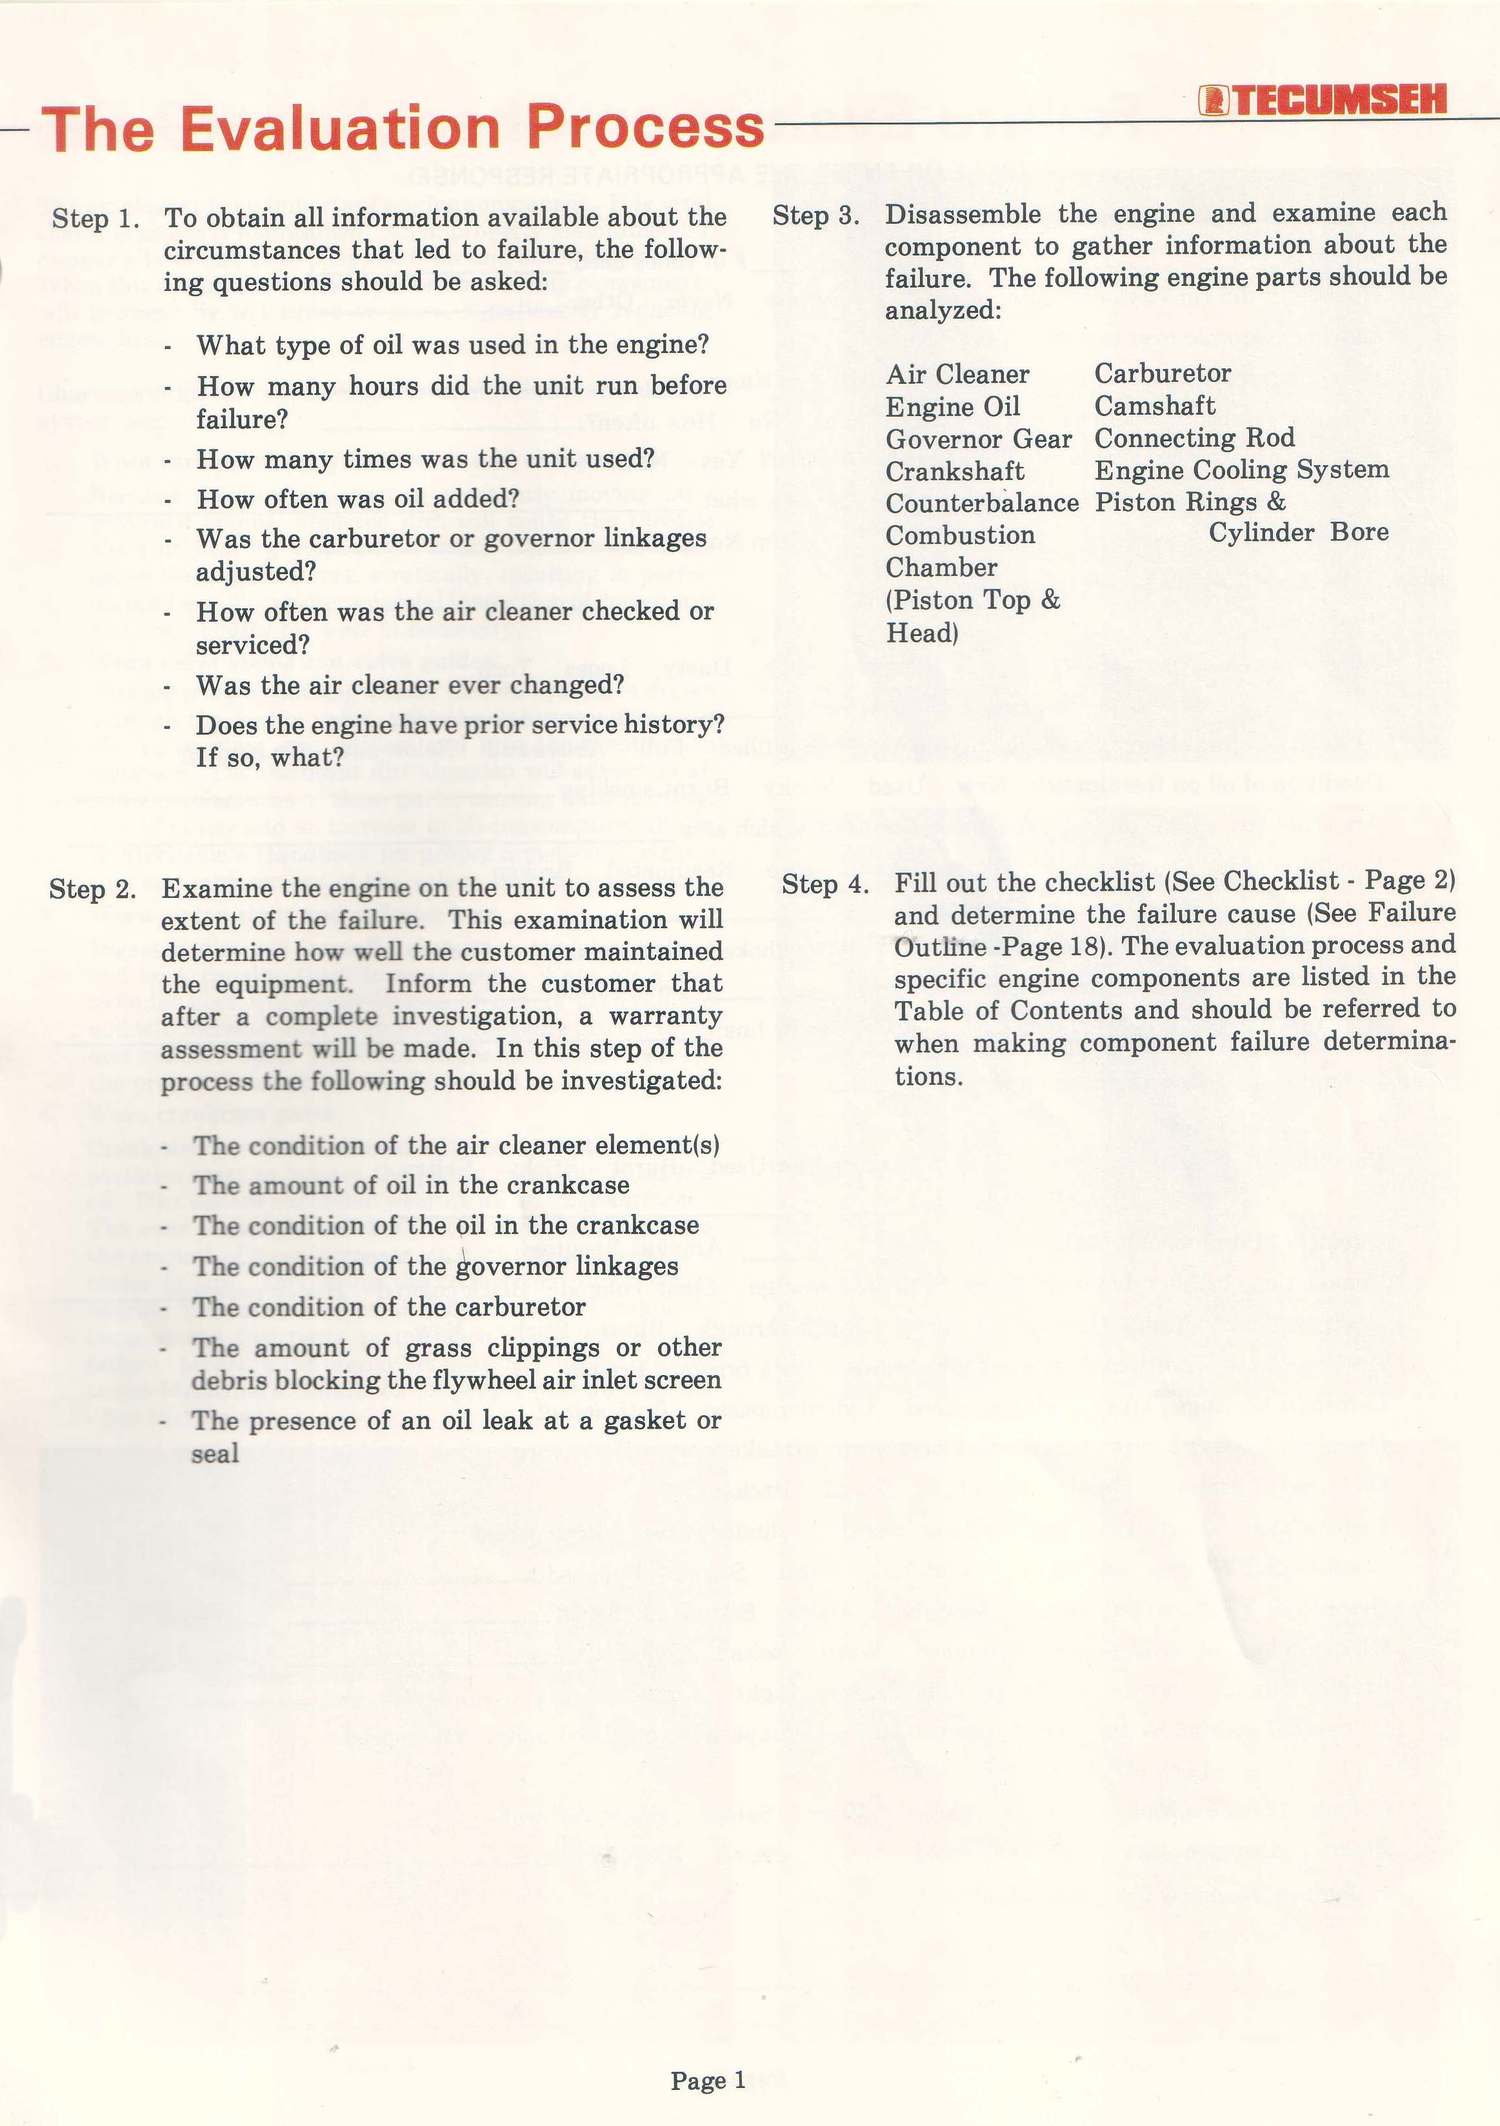 The Evaluation Process
TECUMSEH
Step 1. To obtain all information available about the
circumstances that led to failure, the follow-
ing questions should be asked:
- What type of oil was used in the engine?
- How many hours did the unit run before
failure?
- How many times was the unit used?
- How often was oil added?
- Was the carburetor or governor linkages
adjusted?
- How often was the air cleaner checked or
serviced?
- Was the air cleaner ever changed?
- Does the engine have prior service history?
If so, what?
Step 2. Examine the engine on the unit to assess the
extent of the failure. This examination will
determine how well the customer maintained
the equipment. Inform the customer that
after a complete investigation, a warranty
assessment will be made. In this step of the
process the following should be investigated:
- The condition of the air cleaner element(s)
- The amount of oil in the crankcase
- The condition of the oil in the crankcase
- The condition of the governor linkages
- The condition of the carburetor
- The amount of grass clippings or other
debris blocking the flywheel air inlet screen
- The presence of an oil leak at a gasket or
seal
Step 3. Disassemble the engine and examine each
component to gather information about the
failure. The following engine parts should be
analyzed:
Air Cleaner Carburetor
Engine Oil Camshaft
Governor Gear Connecting Rod
Crankshaft Engine Cooling System
Counterbalance Piston Rings &
Combustion Cylinder Bore
Chamber
(Piston Top &
Head)
Step 4. Fill out the checklist (See Checklist - Page 2)
and determine the failure cause (See Failure
Outline -Page 18). The evaluation process and
specific engine components are listed in the
Table of Contents and should be referred to
when making component failure determina-
tions.
Page 1